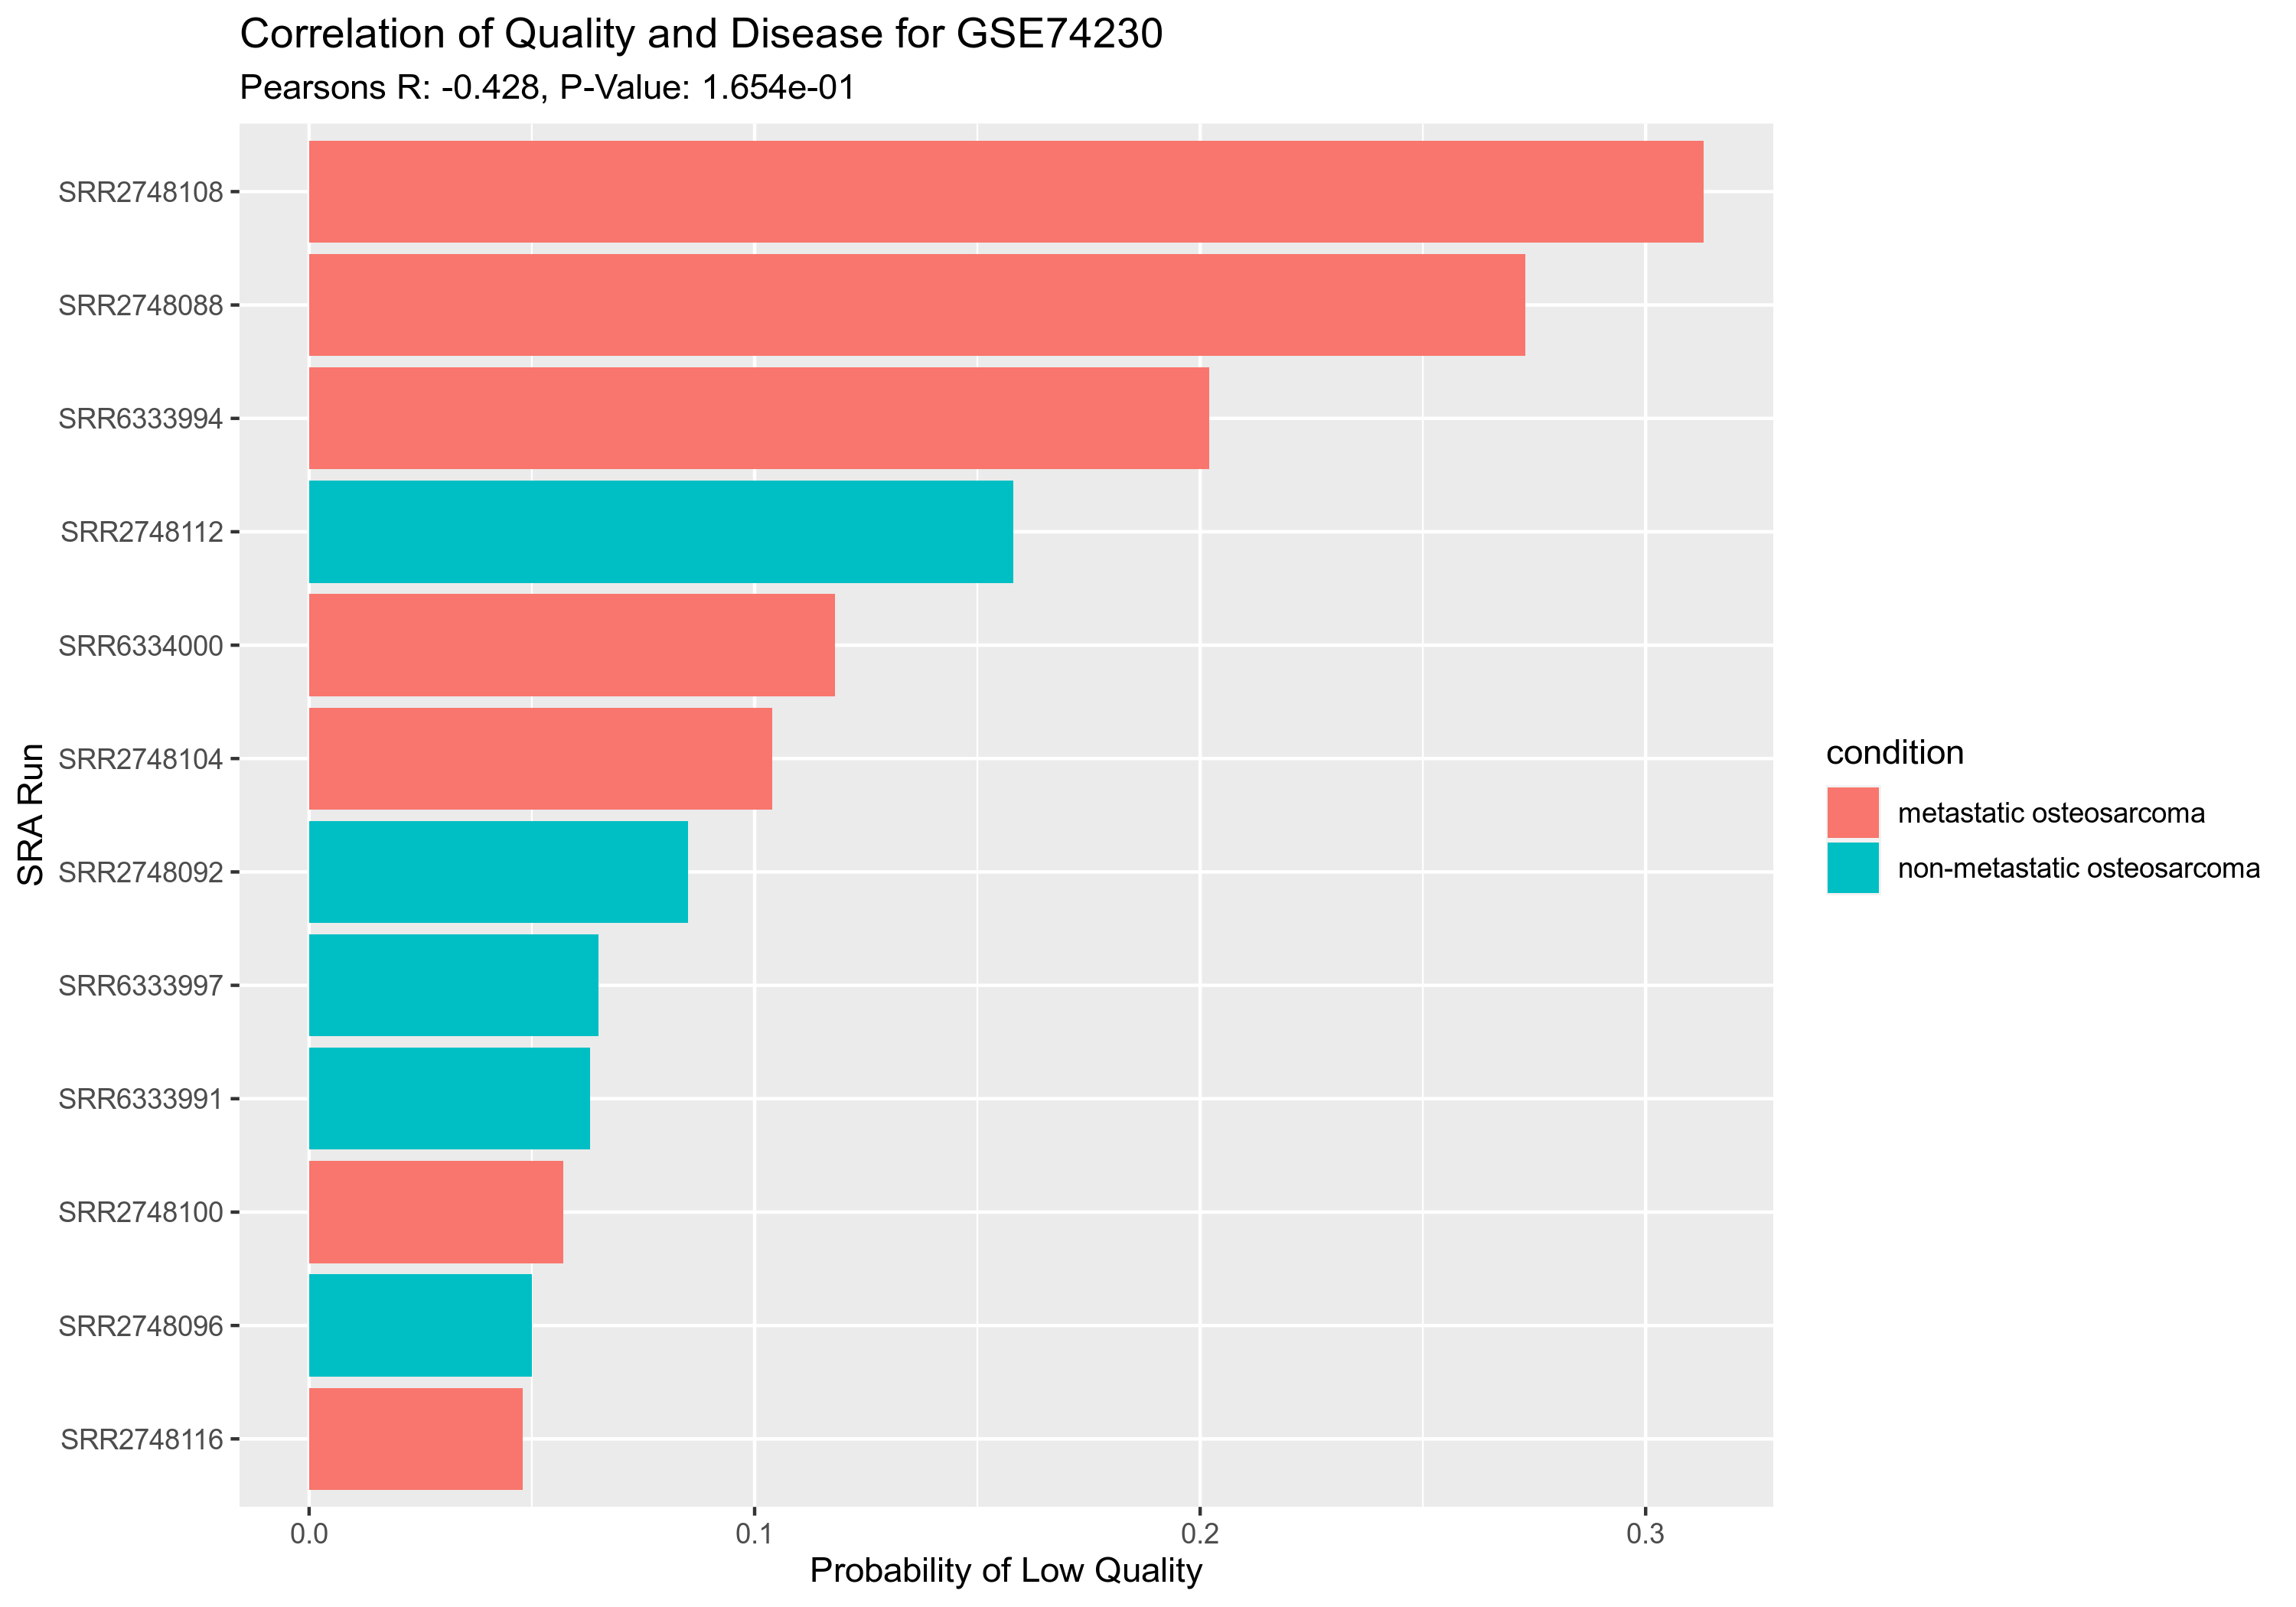 Correlation of Quality and Disease for GSE74230
Pearsons R: -0.428, P-Value: 1.654e-01
SRA Run
SRR2748108
SRR2748088
SRR6333994
SRR2748112
SRR6334000
SRR2748104
SRR2748092
SRR6333997
SRR6333991
SRR2748100
SRR2748096
SRR2748116
0.0 0.1 0.2 0.3
Probability of Low Quality
condition
metastatic osteosarcoma
non-metastatic osteosarcoma